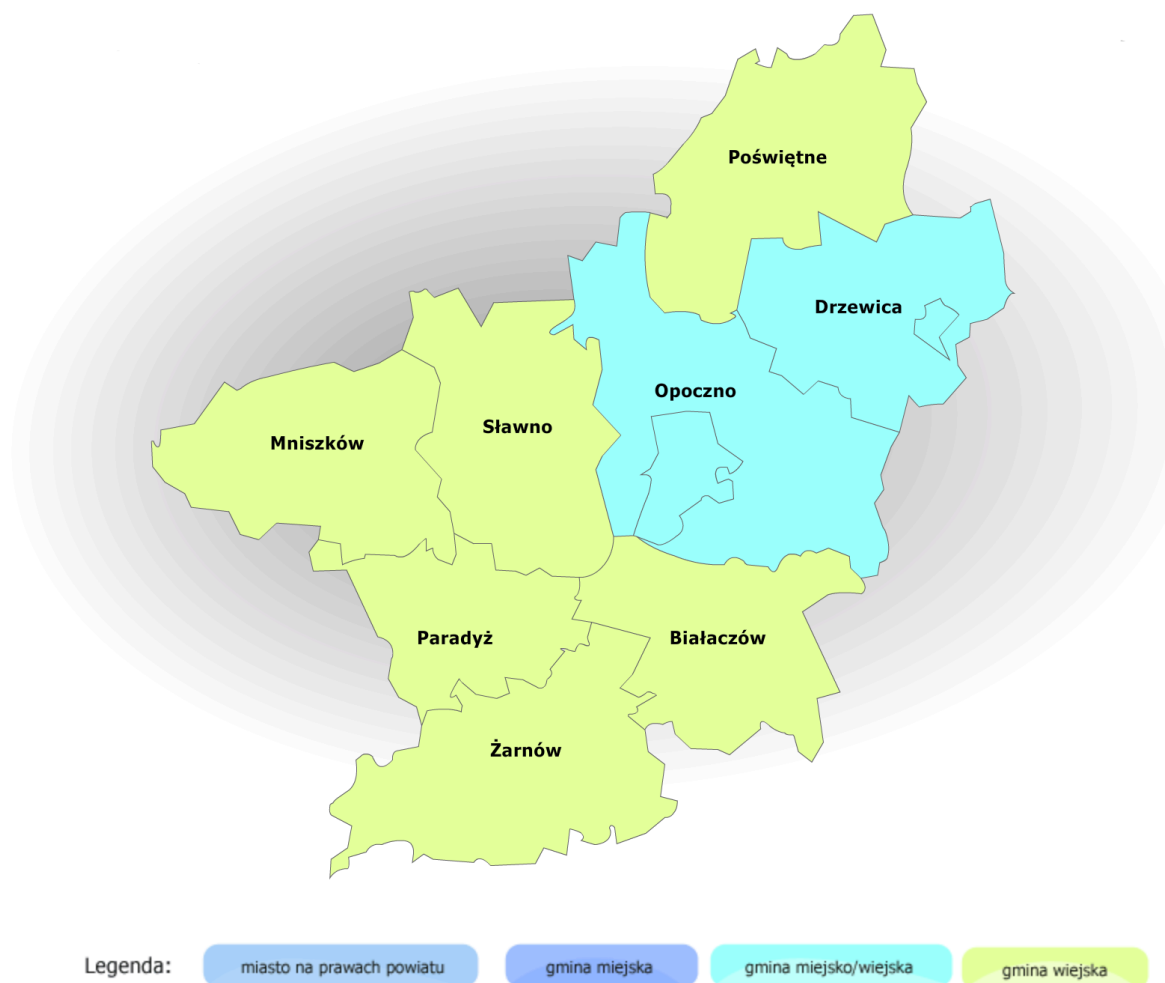 Poświętne
Drzewica
Opoczno
Sławno
Mniszków
Paradyż
Białaczów
Żarnów
Legenda: miasto na prawach powiatu gmina miejska gmina miejsko/wiejska gmina wiejska